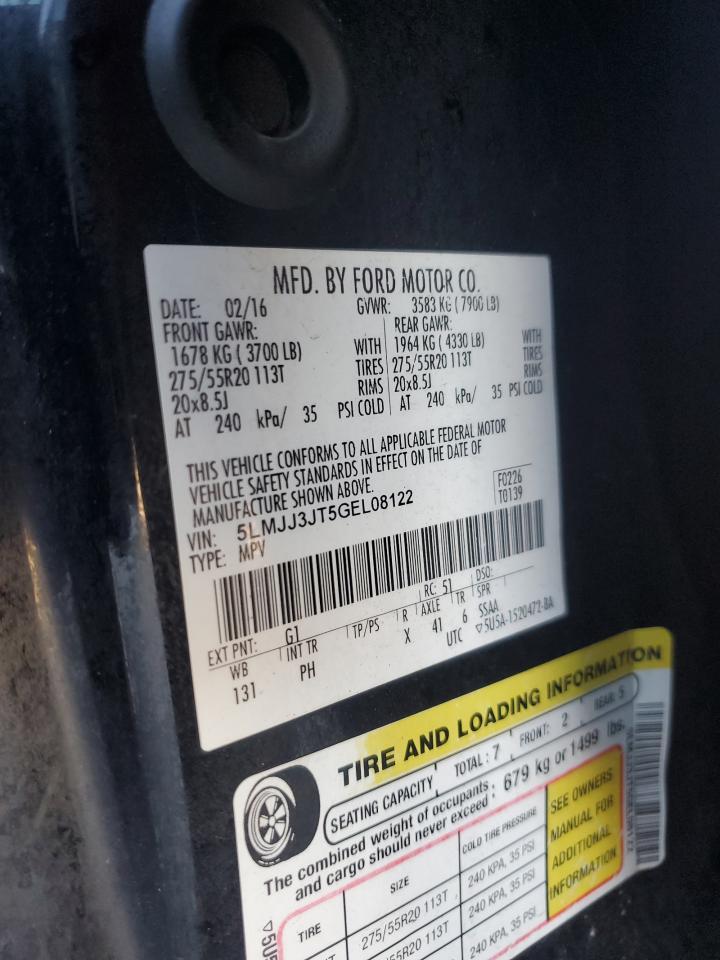 MFD. BY FORD MOTOR CO.
DATE: 02/16 GVWR: 3583 KG ( 7900 LB)
FRONT GAWR: REAR GAWR:
1678 KG ( 3700 LB) WITH 1964 KG ( 4330 LB) WITH
275/55R20 113T TIRES 275/55R20 113T TIRES
20x8.5J RIMS 20x8.5J RIMS
AT 240 kPa/ 35 PSI COLD AT 240 kPa/ 35 PSI COLD
THIS VEHICLE CONFORMS TO ALL APPLICABLE FEDERAL MOTOR
VEHICLE SAFETY STANDARDS IN EFFECT ON THE DATE OF
MANUFACTURE SHOWN ABOVE.
F0226
T0139
VIN: 5LMJJ3JT5GEL08122
TYPE: MPV
EXT PNT: G1 RC: 51 DSO:
WB INT TR TP/PS R AXLE TR SPR
131 PH X 41 6 SSAA
UTC ▽5U5A-1520472-BA
TIRE AND LOADING INFORMATION
SEATING CAPACITY TOTAL : 7 FRONT: 2 REAR: 5
The combined weight of occupants
and cargo should never exceed : 679 kg or 1499 lbs.
TIRE SIZE COLD TIRE PRESSURE
275/55R20 113T 240 KPA, 35 PSI
55R20 113T 240 KPA, 35 PSI
240 KPA, 35 PSI
SEE OWNERS
MANUAL FOR
ADDITIONAL
INFORMATION
▽5U5